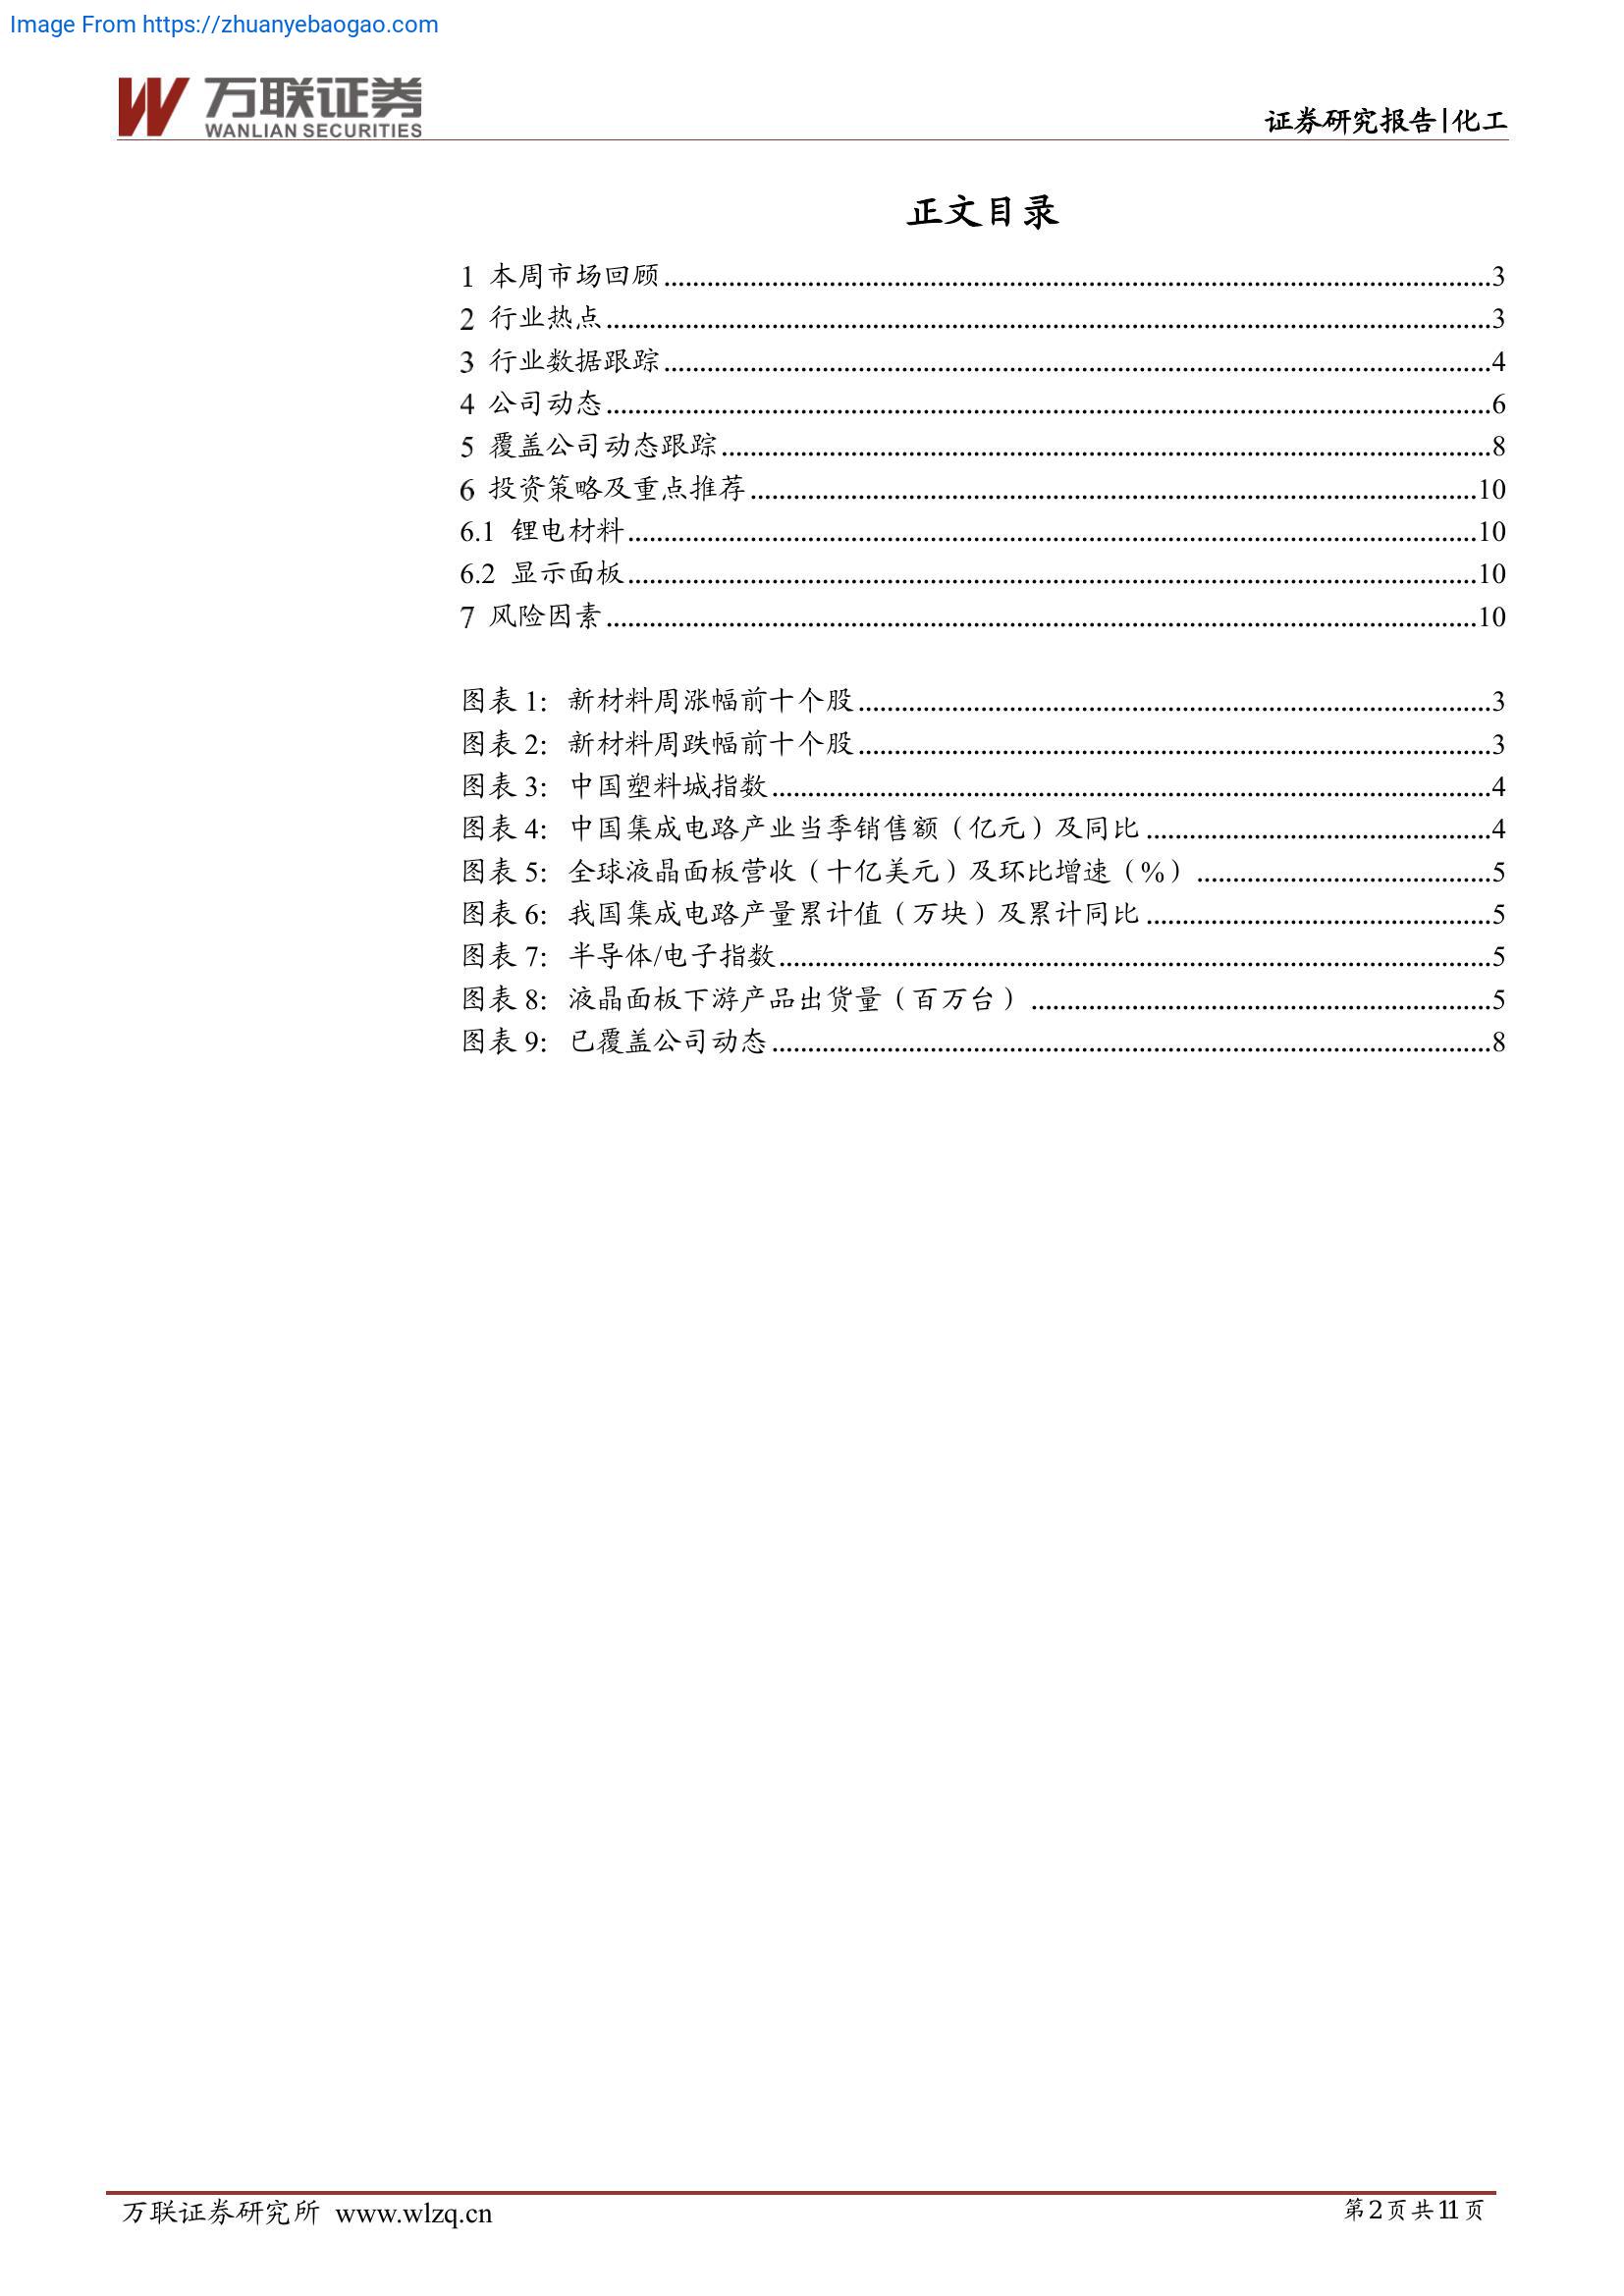 Image From https://zhuanyebaogao.com
万联证券
WANLIAN SECURITIES
证券研究报告|化工
正文目录
1 本周市场回顾........................................3
2 行业热点........................................3
3 行业数据跟踪........................................4
4 公司动态........................................6
5 覆盖公司动态跟踪........................................8
6 投资策略及重点推荐........................................10
6.1 锂电材料........................................10
6.2 显示面板........................................10
7 风险因素........................................10
图表 1：新材料周涨幅前十个股........................................3
图表 2：新材料周跌幅前十个股........................................3
图表 3：中国塑料城指数........................................4
图表 4：中国集成电路产业当季销售额（亿元）及同比........................................4
图表 5：全球液晶面板营收（十亿美元）及环比增速（%）........................................5
图表 6：我国集成电路产量累计值（万块）及累计同比........................................5
图表 7：半导体/电子指数........................................5
图表 8：液晶面板下游产品出货量（百万台）........................................5
图表 9：已覆盖公司动态........................................8
万联证券研究所 www.wlzq.cn
第2页共11页